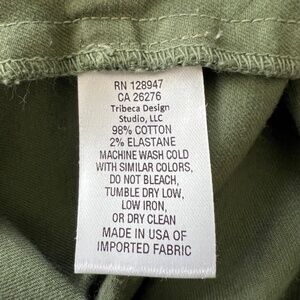 RN 128947
CA 26276
Tribeca Design
Studio, LLC
98% COTTON
2% ELASTANE
MACHINE WASH COLD
WITH SIMILAR COLORS,
DO NOT BLEACH,
TUMBLE DRY LOW,
LOW IRON,
OR DRY CLEAN
MADE IN USA OF
IMPORTED FABRIC